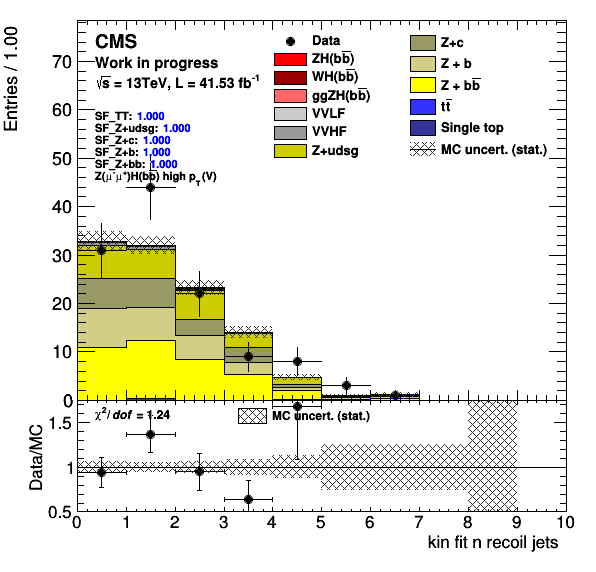 Entries / 1.00
70
60
50
40
30
20
10
0
CMS
Work in progress
√s = 13TeV, L = 41.53 fb⁻¹
SF_TT: 1.000
SF_Z+udsg: 1.000
SF_Z+c: 1.000
SF_Z+b: 1.000
SF_Z+bb: 1.000
Z(μ⁻μ⁺)H(bb̅) high p_T (V)
Data
ZH(bb̅)
WH(bb̅)
ggZH(bb̅)
VVLF
VVHF
Z+udsg
Z+c
Z + b
Z + bb̅
tt̅
Single top
MC uncert. (stat.)
Data/MC
1.5
1
0.5
χ²/dof = 1.24
MC uncert. (stat.)
0 1 2 3 4 5 6 7 8 9 10
kin fit n recoil jets